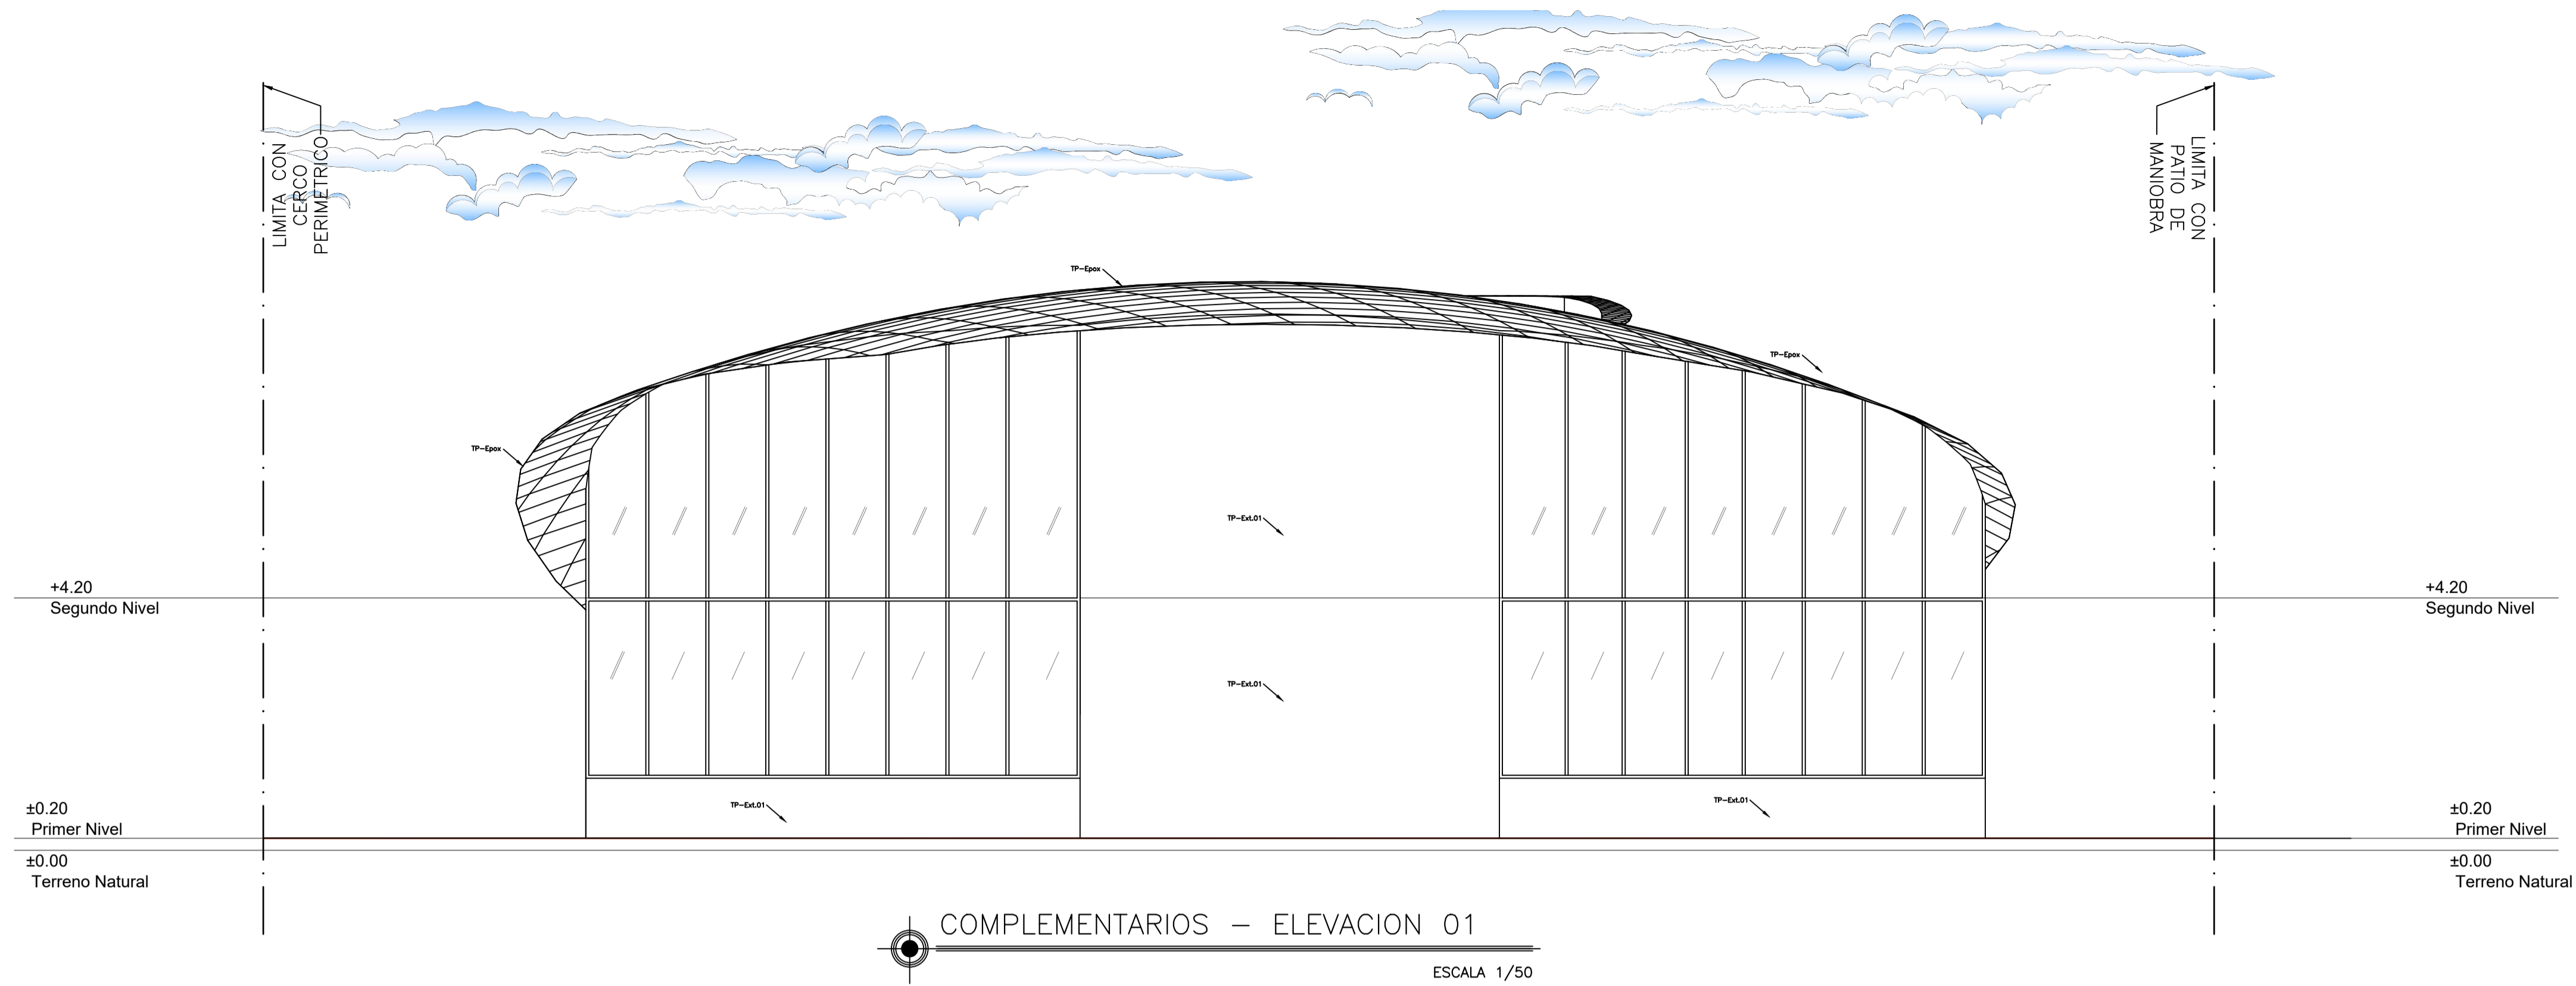 LIMITA CON
CERCO
PERIMETRICO
LIMITA CON
PATIO DE
MANIOBRA
TP-Epox
TP-Epox
TP-Epox
TP-Ext.01
+4.20
Segundo Nivel
+4.20
Segundo Nivel
TP-Ext.01
TP-Ext.01
TP-Ext.01
±0.20
Primer Nivel
±0.20
Primer Nivel
±0.00
Terreno Natural
±0.00
Terreno Natural
COMPLEMENTARIOS - ELEVACION 01
ESCALA 1/50